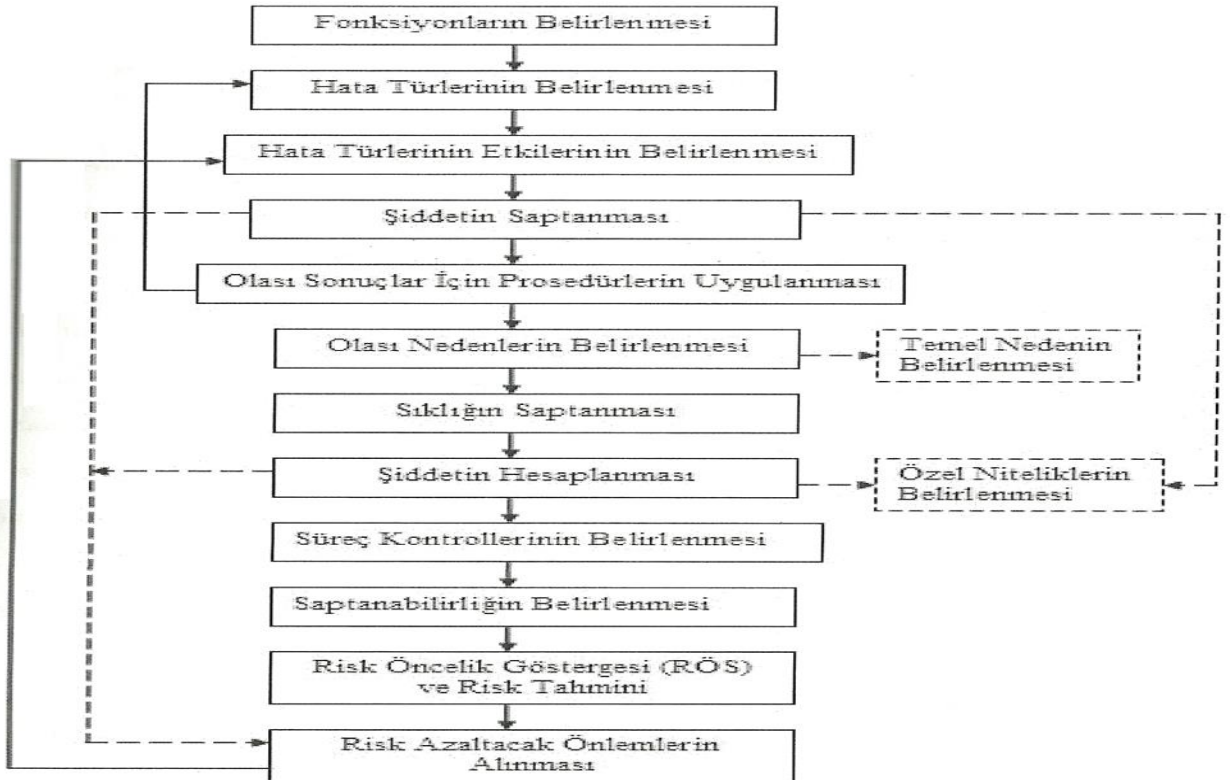 Fonksiyonların Belirlenmesi
Hata Türlerinin Belirlenmesi
Hata Türlerinin Etkilerinin Belirlenmesi
Şiddetin Saptanması
Olası Sonuçlar İçin Prosedürlerin Uygulanması
Olası Nedenlerin Belirlenmesi
Temel Nedenin
Belirlenmesi
Sıklığın Saptanması
Şiddetin Hesaplanması
Özel Niteliklerin
Belirlenmesi
Süreç Kontrollerinin Belirlenmesi
Saptanabilirliğin Belirlenmesi
Risk Öncelik Göstergesi (RÖS)
ve Risk Tahmini
Risk Azaltacak Önlemlerin
Alınması